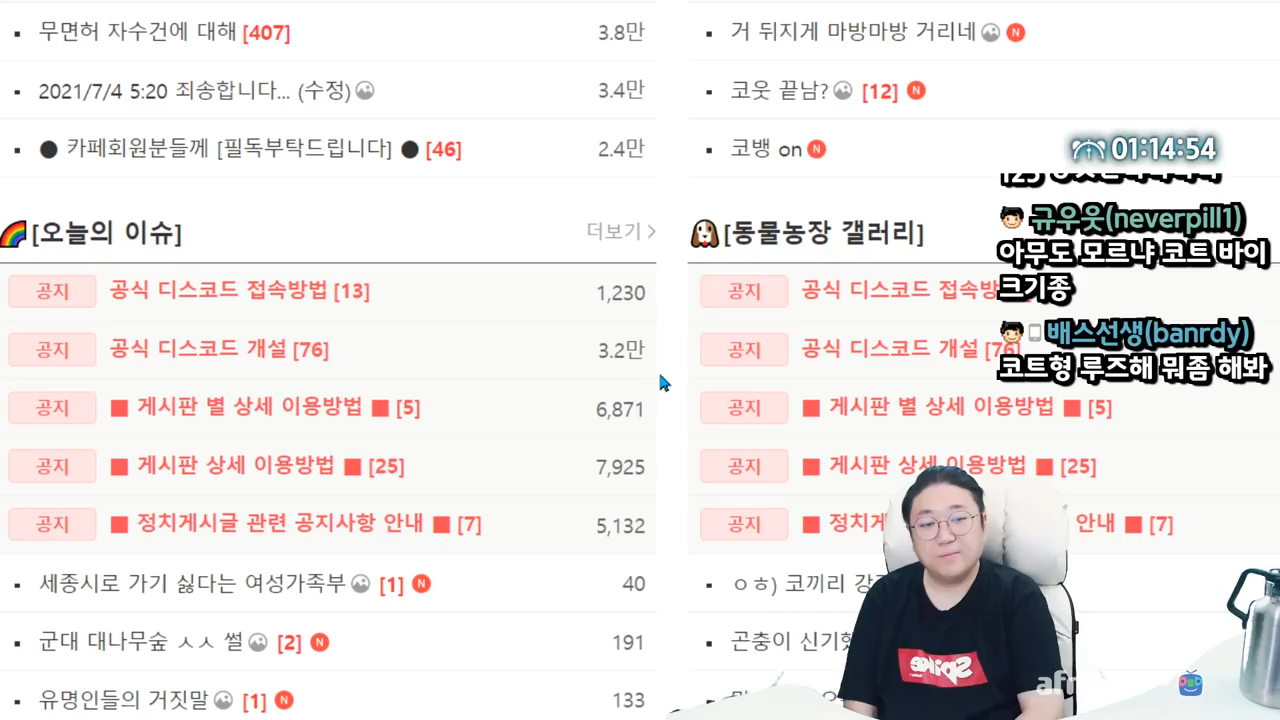 무면허 자수건에 대해 [407] 3.8만
2021/7/4 5:20 죄송합니다... (수정) 3.4만
● 카페회원분들께 [필독부탁드립니다] ● [46] 2.4만
[오늘의 이슈] 더보기 >
공지 공식 디스코드 접속방법 [13] 1,230
공지 공식 디스코드 개설 [76] 3.2만
공지 ■ 게시판 별 상세 이용방법 ■ [5] 6,871
공지 ■ 게시판 상세 이용방법 ■ [25] 7,925
공지 ■ 정치게시글 관련 공지사항 안내 ■ [7] 5,132
세종시로 가기 싫다는 여성가족부 [1] N 40
군대 대나무숲 ㅅㅅ 썰 [2] N 191
유명인들의 거짓말 [1] N 133
거 뒤지게 마방마방 거리네 N
코웃 끝남? [12] N
코뱅 on N
[동물농장 갤러리]
공지 공식 디스코드 접속방
공지 공식 디스코드 개설 [76]
공지 ■ 게시판 별 상세 이용방법 ■ [5]
공지 ■ 게시판 상세 이용방법 ■ [25]
공지 ■ 정치게 안내 ■ [7]
ㅇㅎ) 코끼리
곤충이 신기
01:14:54
규우웃(neverpill1)
아무도 모르냐 코트 바이
크기종
배스선생(banrdy)
코트형 루즈해 뭐좀 해봐
Spike
af